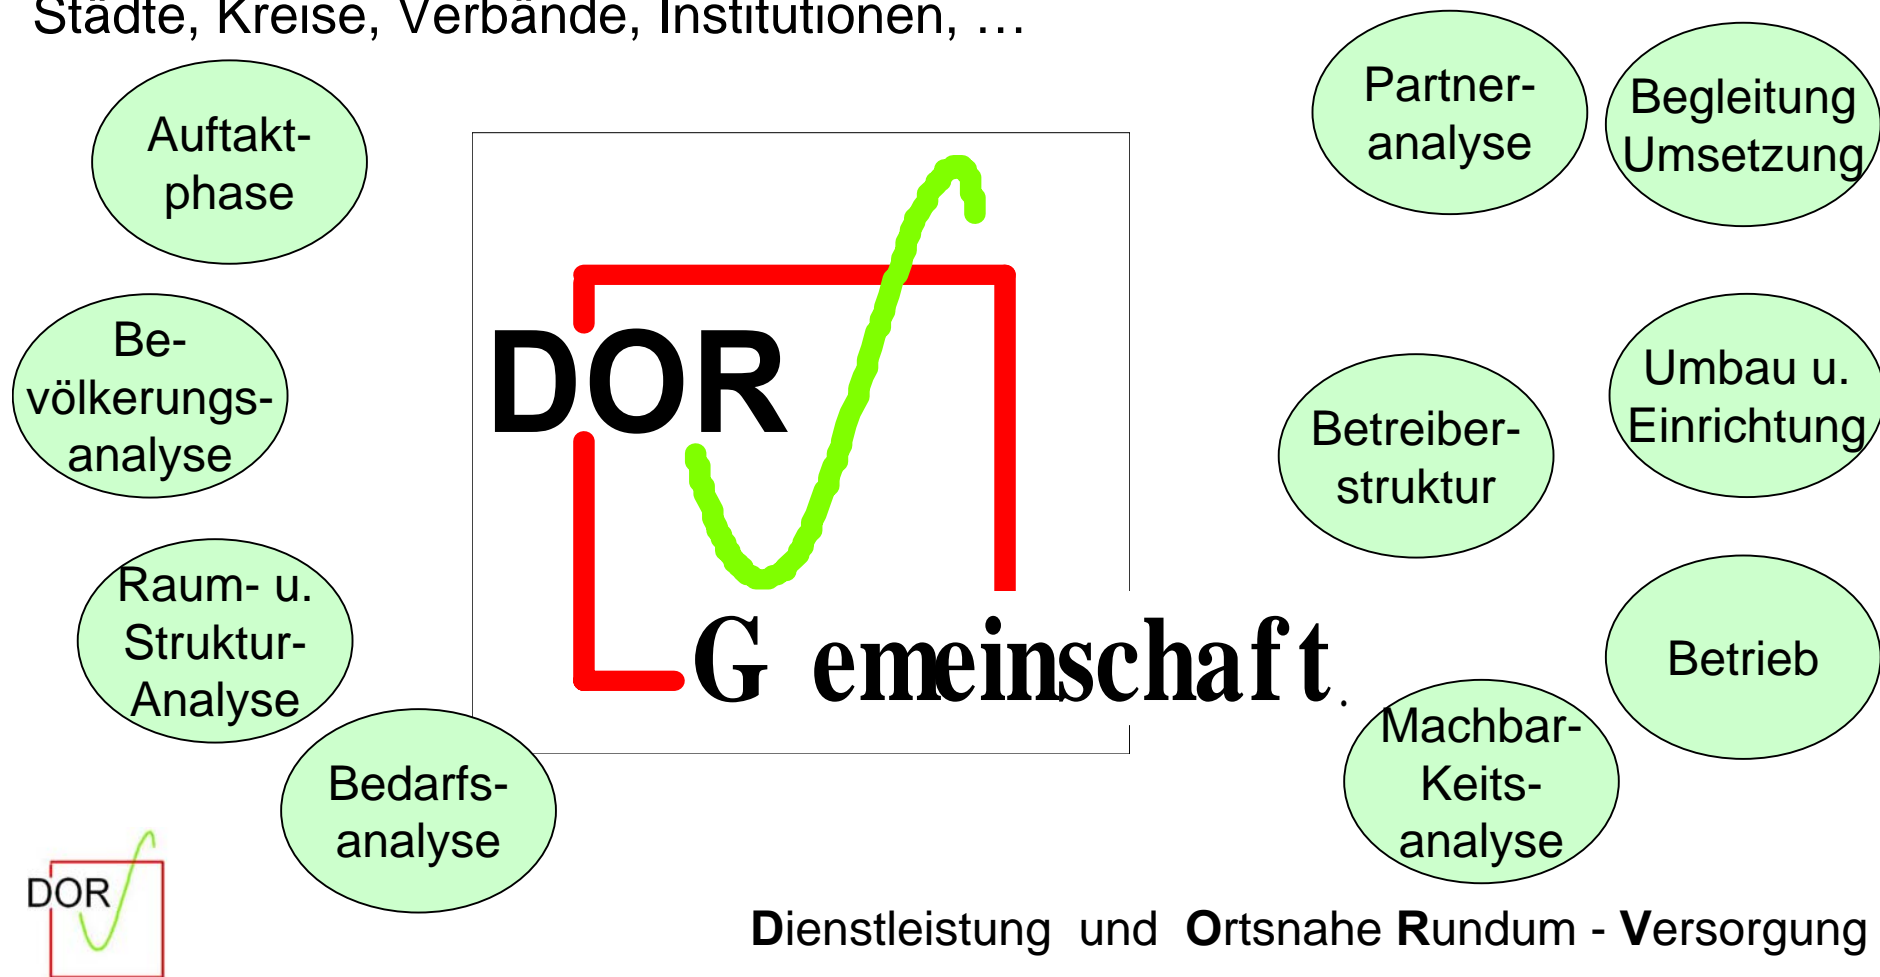 Städte, Kreise, Verbände, Institutionen, …
Auftakt-
phase
Be-
völkerungs-
analyse
Raum- u.
Struktur-
Analyse
Bedarfs-
analyse
DOR
Gemeinschaft.
Partner-
analyse
Begleitung
Umsetzung
Betreiber-
struktur
Umbau u.
Einrichtung
Machbar-
Keits-
analyse
Betrieb
DOR
Dienstleistung und Ortsnahe Rundum - Versorgung